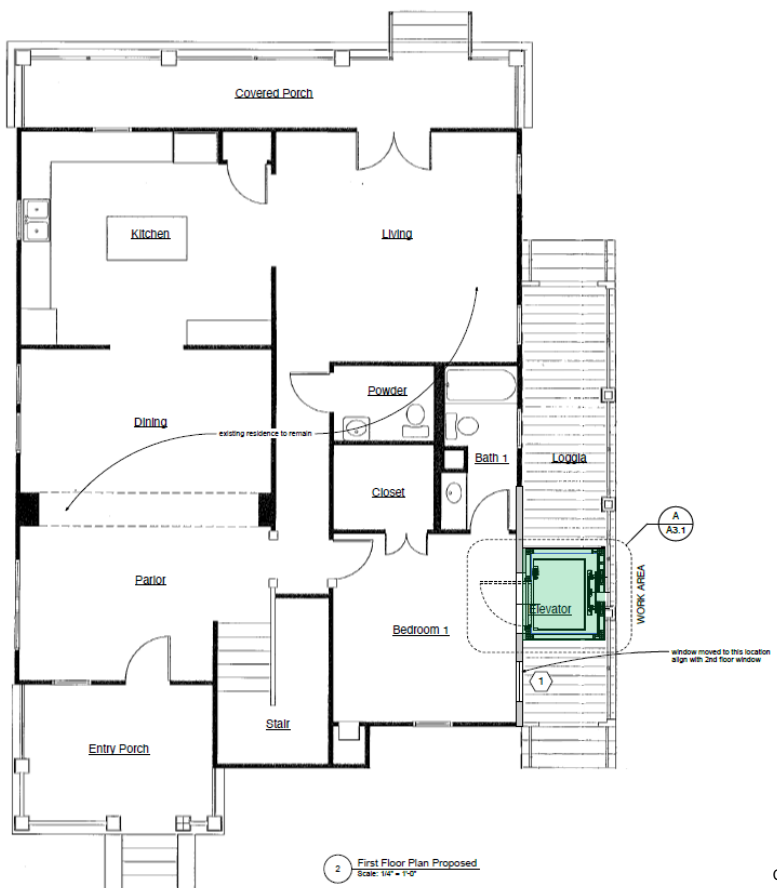 Covered Porch
Kitchen
Living
Powder
Dining
existing residence to remain
Bath 1
Loggia
Closet
A
A3.1
WORK AREA
Parlor
Elevator
Bedroom 1
window moved to this location
align with 2nd floor window
1
Stair
Entry Porch
2
First Floor Plan Proposed
Scale: 1/4" = 1'-0"